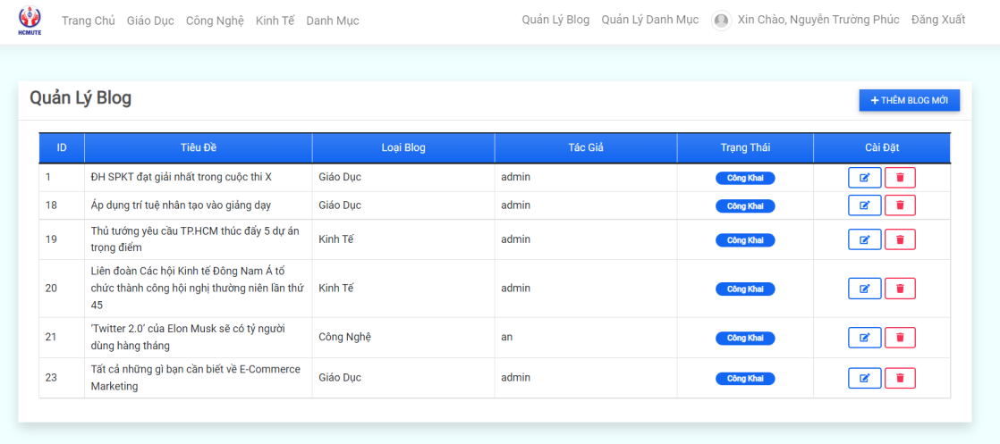 HCMUTE
Trang Chủ Giáo Dục Công Nghệ Kinh Tế Danh Mục
Quản Lý Blog Quản Lý Danh Mục Xin Chào, Nguyễn Trường Phúc Đăng Xuất
Quản Lý Blog
+ THÊM BLOG MỚI
ID Tiêu Đề Loại Blog Tác Giả Trạng Thái Cài Đặt
1 ĐH SPKT đạt giải nhất trong cuộc thi X Giáo Dục admin Công Khai
18 Áp dụng trí tuệ nhân tạo vào giảng dạy Giáo Dục admin Công Khai
19 Thủ tướng yêu cầu TP.HCM thúc đẩy 5 dự án
trọng điểm Kinh Tế admin Công Khai
20 Liên đoàn Các hội Kinh tế Đông Nam Á tổ
chức thành công hội nghị thường niên lần thứ
45 Kinh Tế admin Công Khai
21 'Twitter 2.0' của Elon Musk sẽ có tỷ người
dùng hàng tháng Công Nghệ an Công Khai
23 Tất cả những gì bạn cần biết về E-Commerce
Marketing Giáo Dục admin Công Khai